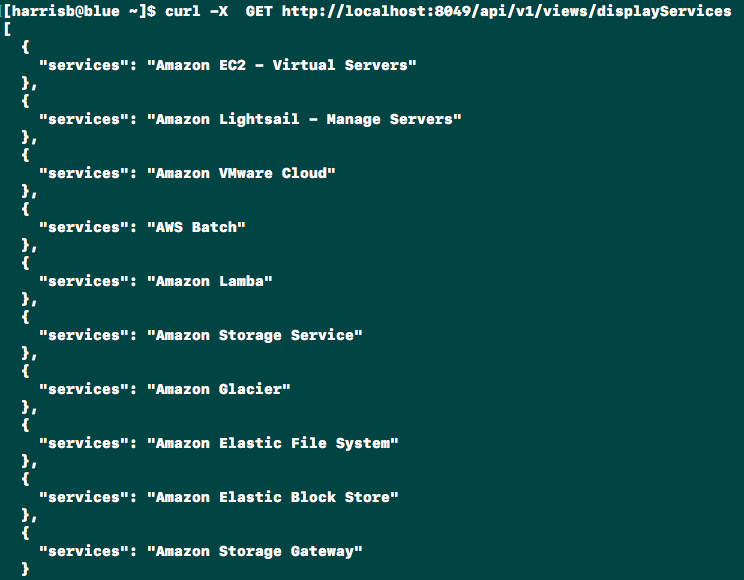 [harrisb@blue ~]$ curl -X  GET http://localhost:8049/api/v1/views/displayServices
[
  {
    "services": "Amazon EC2 - Virtual Servers"
  },
  {
    "services": "Amazon Lightsail - Manage Servers"
  },
  {
    "services": "Amazon VMware Cloud"
  },
  {
    "services": "AWS Batch"
  },
  {
    "services": "Amazon Lamba"
  },
  {
    "services": "Amazon Storage Service"
  },
  {
    "services": "Amazon Glacier"
  },
  {
    "services": "Amazon Elastic File System"
  },
  {
    "services": "Amazon Elastic Block Store"
  },
  {
    "services": "Amazon Storage Gateway"
  }